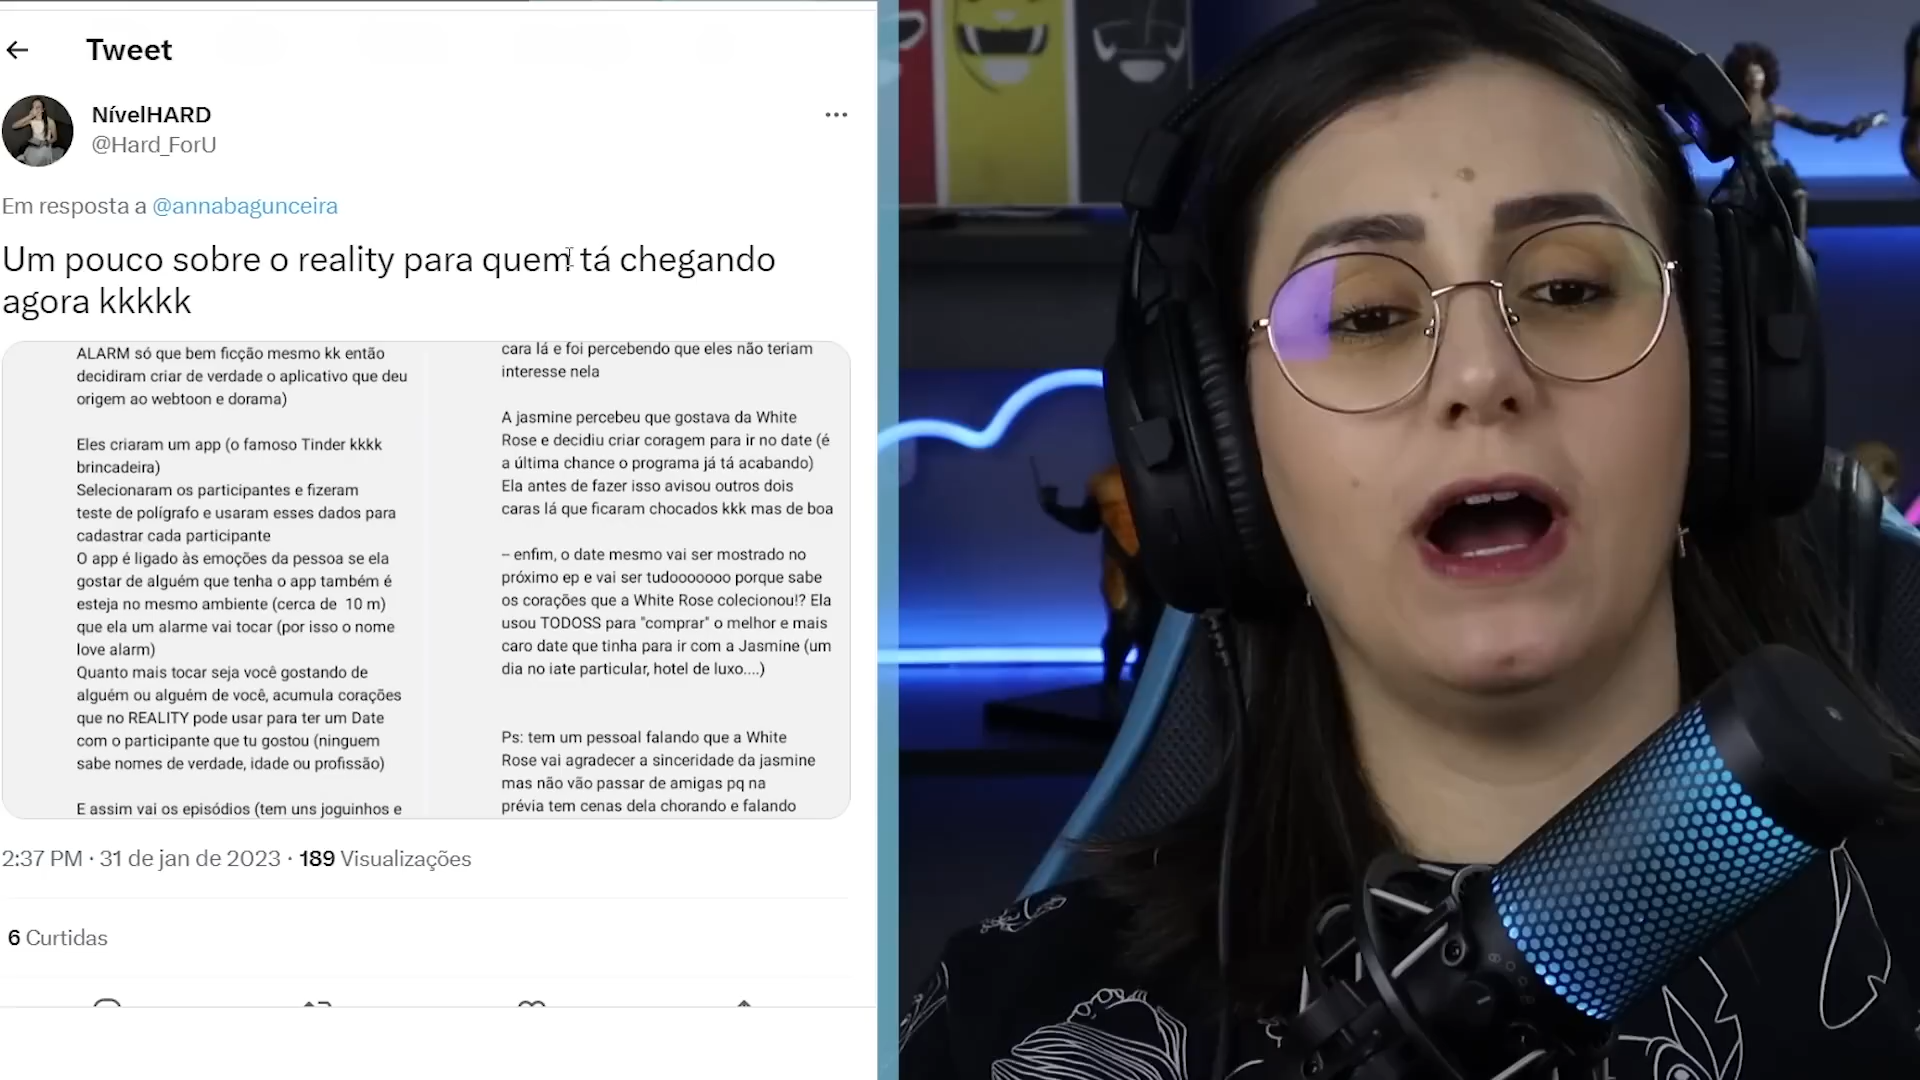 Tweet
NívelHARD
@Hard_ForU
Em resposta a @annabagunceira
Um pouco sobre o reality para quem tá chegando
agora kkkkk
ALARM só que bem ficção mesmo kk então
decidiram criar de verdade o aplicativo que deu
origem ao webtoon e dorama)
Eles criaram um app (o famoso Tinder kkkk
brincadeira)
Selecionaram os participantes e fizeram
teste de polígrafo e usaram esses dados para
cadastrar cada participante
O app é ligado às emoções da pessoa se ela
gostar de alguém que tenha o app também é
esteja no mesmo ambiente (cerca de  10 m)
que ela um alarme vai tocar (por isso o nome
love alarm)
Quanto mais tocar seja você gostando de
alguém ou alguém de você, acumula corações
que no REALITY pode usar para ter um Date
com o participante que tu gostou (ninguem
sabe nomes de verdade, idade ou profissão)
E assim vai os episódios (tem uns joguinhos e
cara lá e foi percebendo que eles não teriam
interesse nela
A jasmine percebeu que gostava da White
Rose e decidiu criar coragem para ir no date (é
a última chance o programa já tá acabando)
Ela antes de fazer isso avisou outros dois
caras lá que ficaram chocados kkk mas de boa
-- enfim, o date mesmo vai ser mostrado no
próximo ep e vai ser tudooooooo porque sabe
os corações que a White Rose colecionou!? Ela
usou TODOSS para "comprar" o melhor e mais
caro date que tinha para ir com a Jasmine (um
dia no iate particular, hotel de luxo....)
Ps: tem um pessoal falando que a White
Rose vai agradecer a sinceridade da jasmine
mas não vão passar de amigas pq na
prévia tem cenas dela chorando e falando
2:37 PM · 31 de jan de 2023 · 189 Visualizações
6 Curtidas